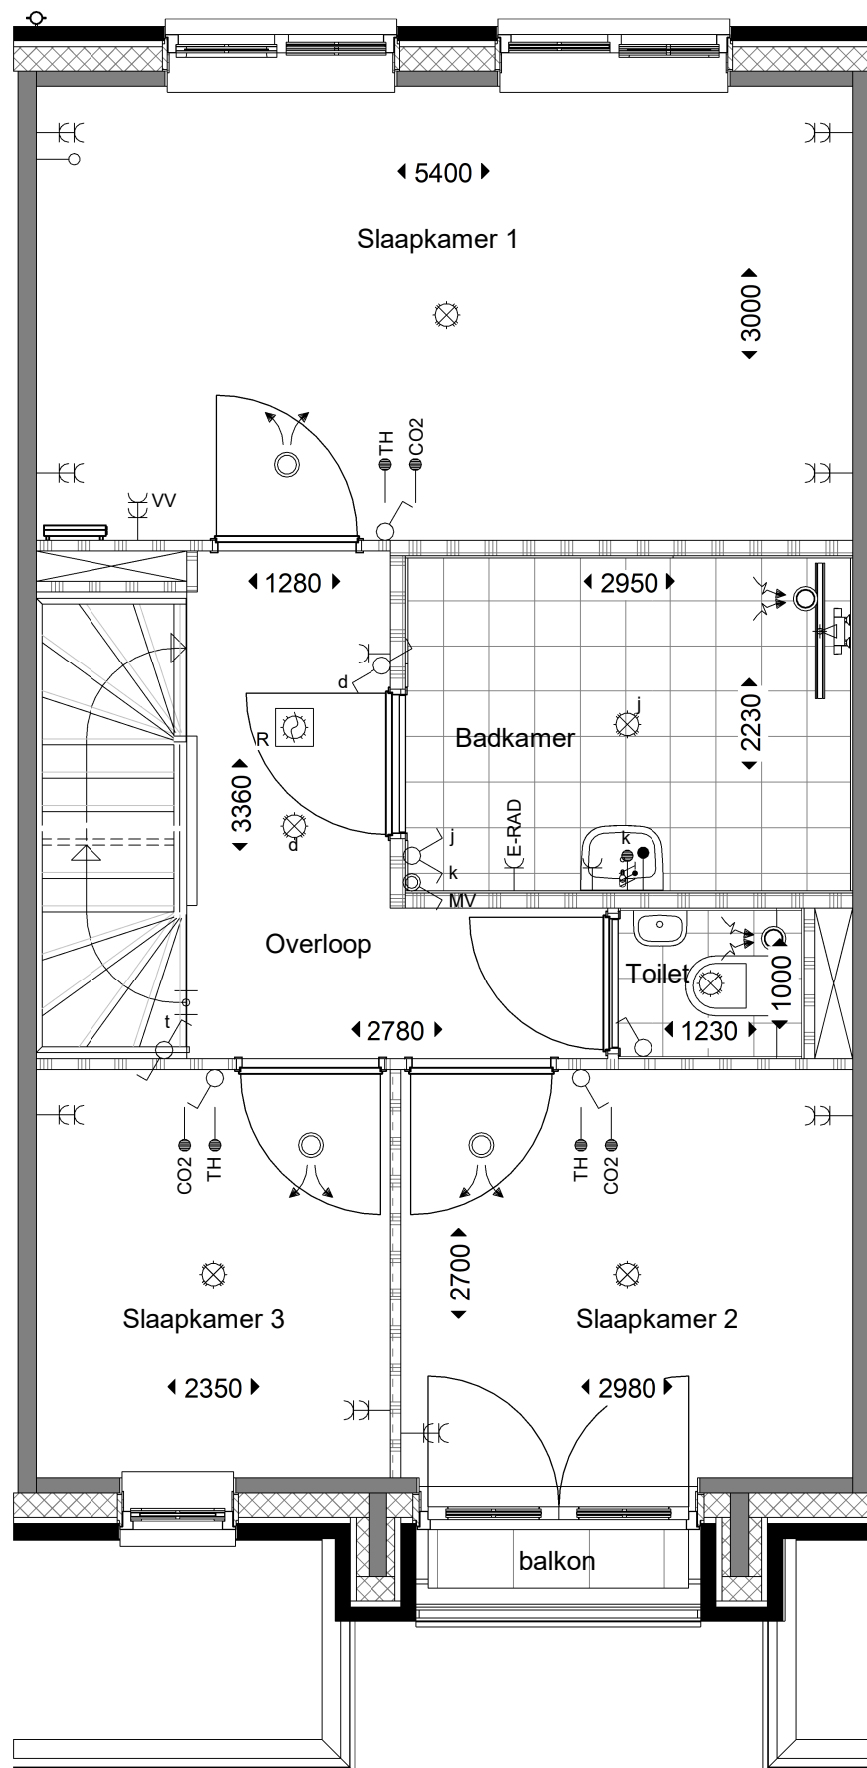 5400
Slaapkamer 1
3000
TH
CO2
VV
1280
2950
d
j
R
Badkamer
2230
3360
d
E-RAD
j
k
k
MV
Overloop
Toilet
1000
t
2780
1230
CO2
TH
TH
CO2
2700
Slaapkamer 3
Slaapkamer 2
2350
2980
balkon